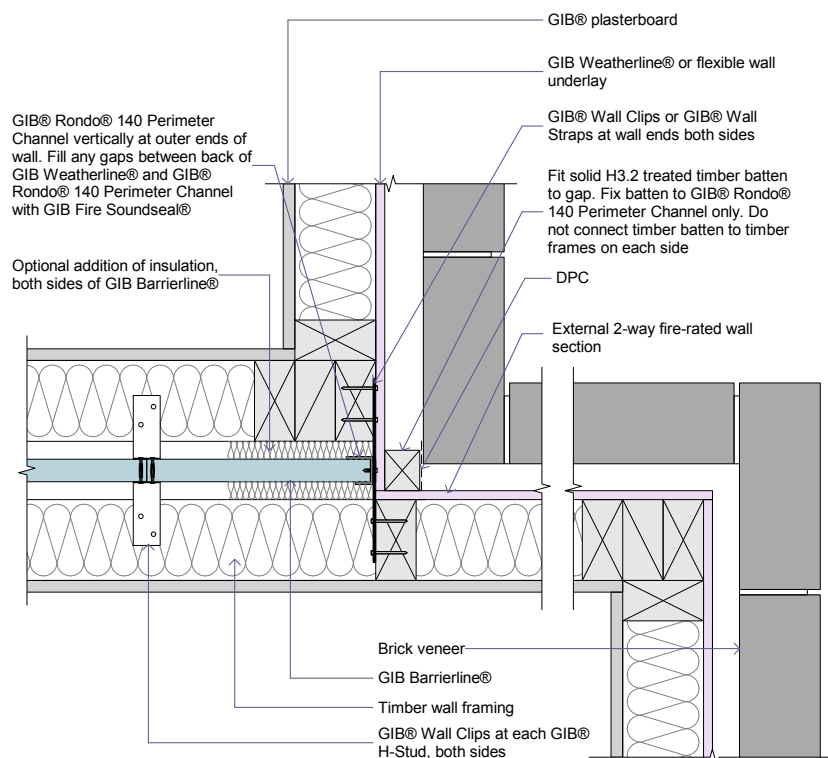 GIB® plasterboard
GIB Weatherline® or flexible wall
underlay
GIB® Rondo® 140 Perimeter
Channel vertically at outer ends of
wall. Fill any gaps between back of
GIB Weatherline® and GIB®
Rondo® 140 Perimeter Channel
with GIB Fire Soundseal®
GIB® Wall Clips or GIB® Wall
Straps at wall ends both sides
Fit solid H3.2 treated timber batten
to gap. Fix batten to GIB® Rondo®
140 Perimeter Channel only. Do
not connect timber batten to timber
frames on each side
Optional addition of insulation,
both sides of GIB Barrierline®
DPC
External 2-way fire-rated wall
section
Brick veneer
GIB Barrierline®
Timber wall framing
GIB® Wall Clips at each GIB®
H-Stud, both sides